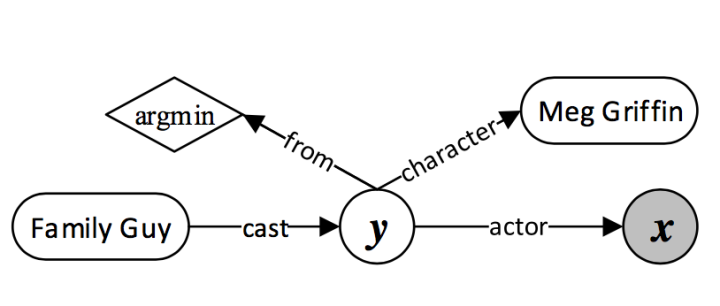 argmin
from
character
Meg Griffin
Family Guy
cast
y
actor
x